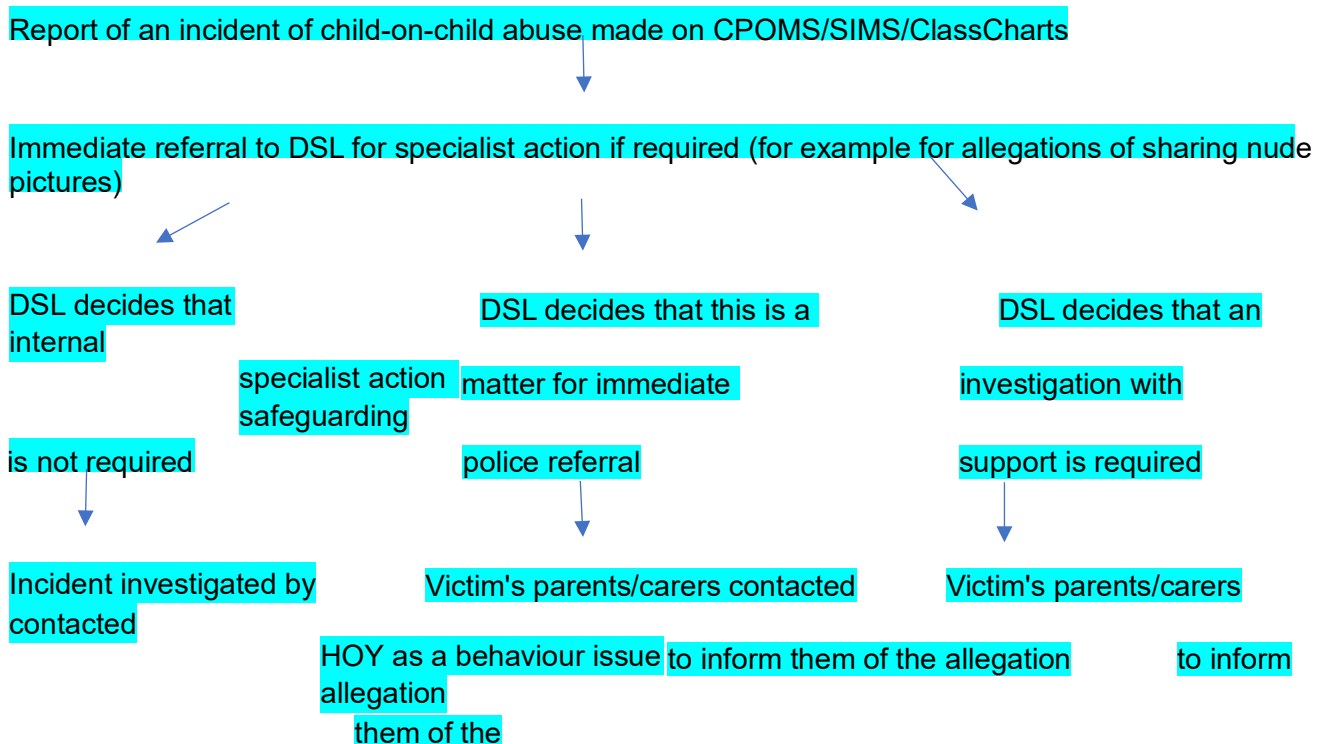 Report of an incident of child-on-child abuse made on CPOMS/SIMS/ClassCharts
Immediate referral to DSL for specialist action if required (for example for allegations of sharing nude
pictures)
DSL decides that DSL decides that this is a DSL decides that an
internal
specialist action matter for immediate investigation with
safeguarding
is not required police referral support is required
Incident investigated by Victim's parents/carers contacted Victim's parents/carers
contacted
HOY as a behaviour issue to inform them of the allegation to inform
allegation
them of the